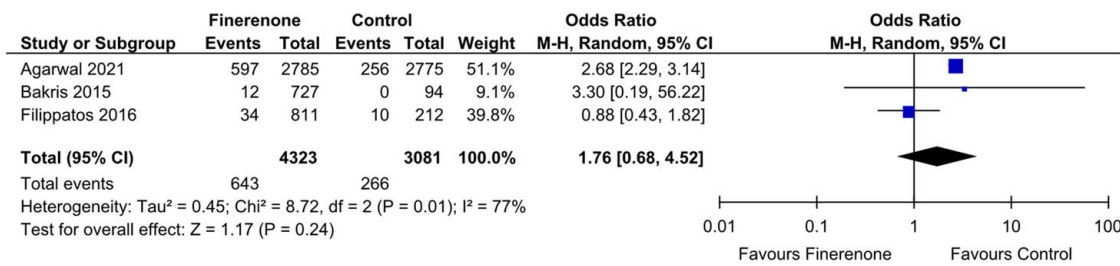 Finerenone Control Odds Ratio Odds Ratio
Study or Subgroup Events Total Events Total Weight M-H, Random, 95% CI M-H, Random, 95% CI
Agarwal 2021 597 2785 256 2775 51.1% 2.68 [2.29, 3.14]
Bakris 2015 12 727 0 94 9.1% 3.30 [0.19, 56.22]
Filippatos 2016 34 811 10 212 39.8% 0.88 [0.43, 1.82]
Total (95% CI) 4323 3081 100.0% 1.76 [0.68, 4.52]
Total events 643 266
Heterogeneity: Tau² = 0.45; Chi² = 8.72, df = 2 (P = 0.01); I² = 77%
Test for overall effect: Z = 1.17 (P = 0.24)
0.01 0.1 1 10 100
Favours Finerenone Favours Control